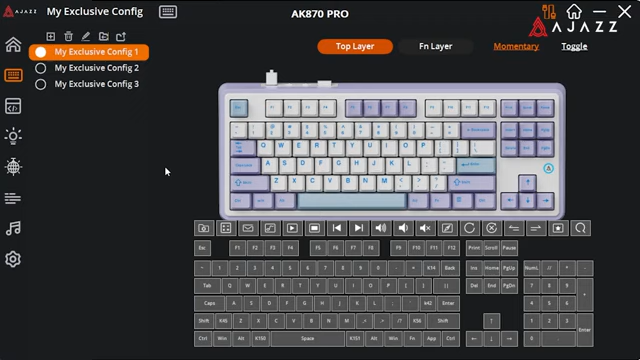 AJAZZ
My Exclusive Config
AK870 PRO
AJAZZ
Top Layer
Fn Layer
Momentary
Toggle
My Exclusive Config 1
My Exclusive Config 2
My Exclusive Config 3
Q W E R T Y U I O P
A S D F G H J K L
Z X C V B N M
Esc F1 F2 F3 F4 F5 F6 F7 F8 F9 F10 F11 F12 Print Scroll Pause
~ 1 2 3 4 5 6 7 8 9 0 - + K14 Back Ins Home PgUp NumL / * -
Tab Q W E R T Y U I O P [ ] \ Del End PgDn 7 8 9 +
Caps A S D F G H J K L ; ' K42 Enter 4 5 6
Shift K45 Z X C V B N M , . / K56 Shift ↑ 1 2 3 Enter
Ctrl Win Alt K150 Space K151 Alt Win Fn App Ctrl ← ↓ → 0 .